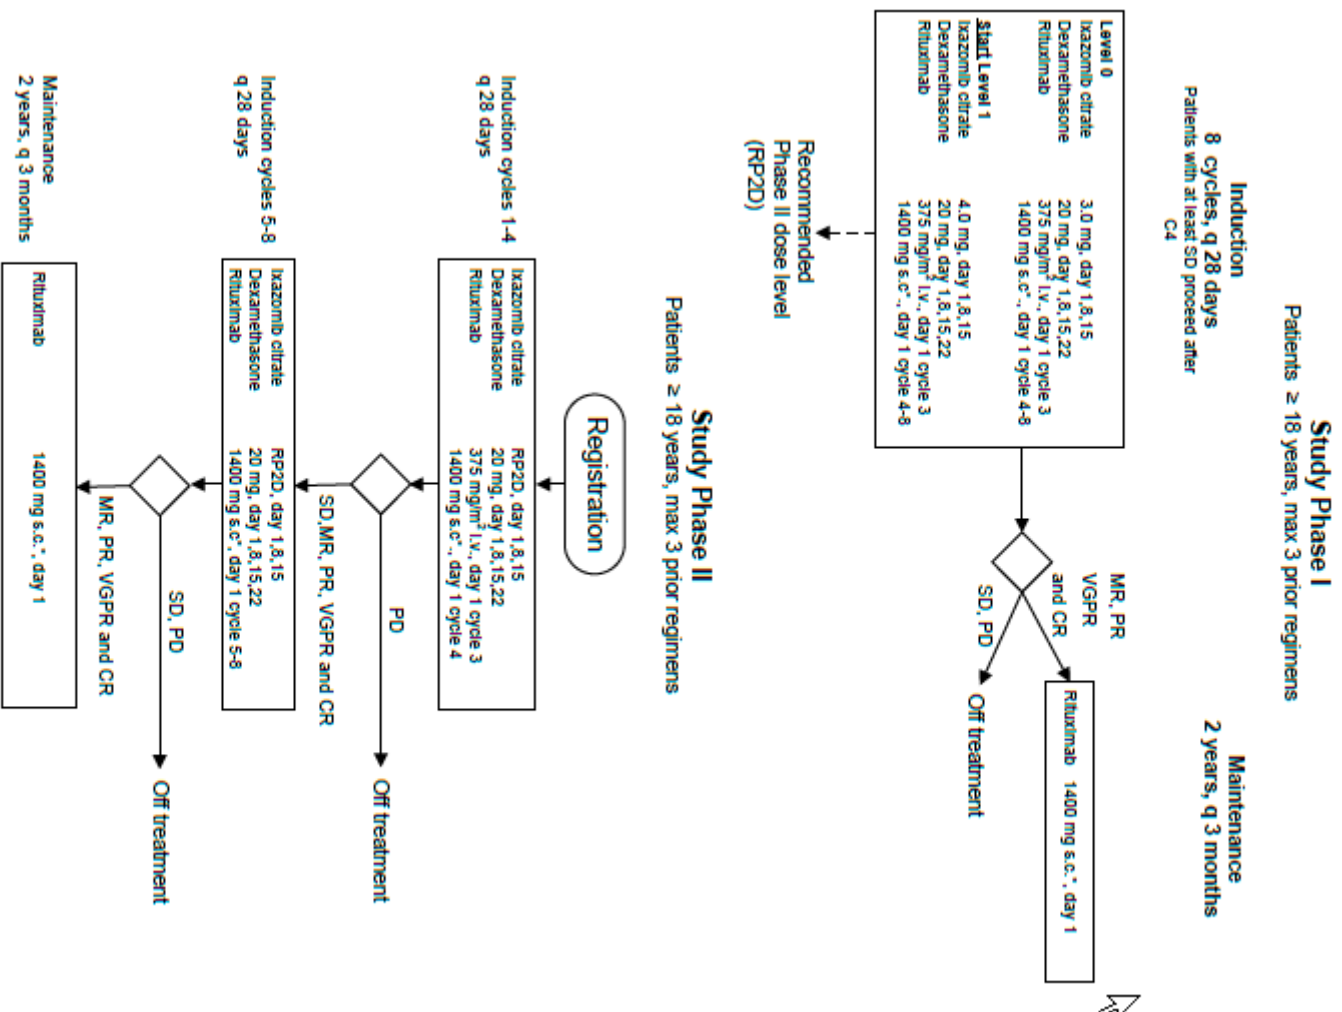 Study Phase I
Patients ≥ 18 years, max 3 prior regimens
Induction
8 cycles, q 28 days
Patients with at least SD proceed after
C4
Maintenance
2 years, q 3 months
Level 0
Ixazomib citrate 3.0 mg, day 1,8,15
Dexamethasone 20 mg, day 1,8,15,22
Rituximab 375 mg/m² i.v., day 1 cycle 3
1400 mg s.c*., day 1 cycle 4-8
Start Level 1
Ixazomib citrate 4.0 mg, day 1,8,15
Dexamethasone 20 mg, day 1,8,15,22
Rituximab 375 mg/m² i.v., day 1 cycle 3
1400 mg s.c*., day 1 cycle 4-8
MR, PR
VGPR
and CR
SD, PD
Rituximab 1400 mg s.c.*, day 1
Off treatment
Recommended
Phase II dose level
(RP2D)
Study Phase II
Patients ≥ 18 years, max 3 prior regimens
Registration
Induction cycles 1-4
q 28 days
Ixazomib citrate RP2D, day 1,8,15
Dexamethasone 20 mg, day 1,8,15,22
Rituximab 375 mg/m² i.v., day 1 cycle 3
1400 mg s.c*., day 1 cycle 4
PD
Off treatment
SD,MR, PR, VGPR and CR
Induction cycles 5-8
q 28 days
Ixazomib citrate RP2D, day 1,8,15
Dexamethasone 20 mg, day 1,8,15,22
Rituximab 1400 mg s.c*, day 1 cycle 5-8
SD, PD
Off treatment
MR, PR, VGPR and CR
Maintenance
2 years, q 3 months
Rituximab 1400 mg s.c.*, day 1